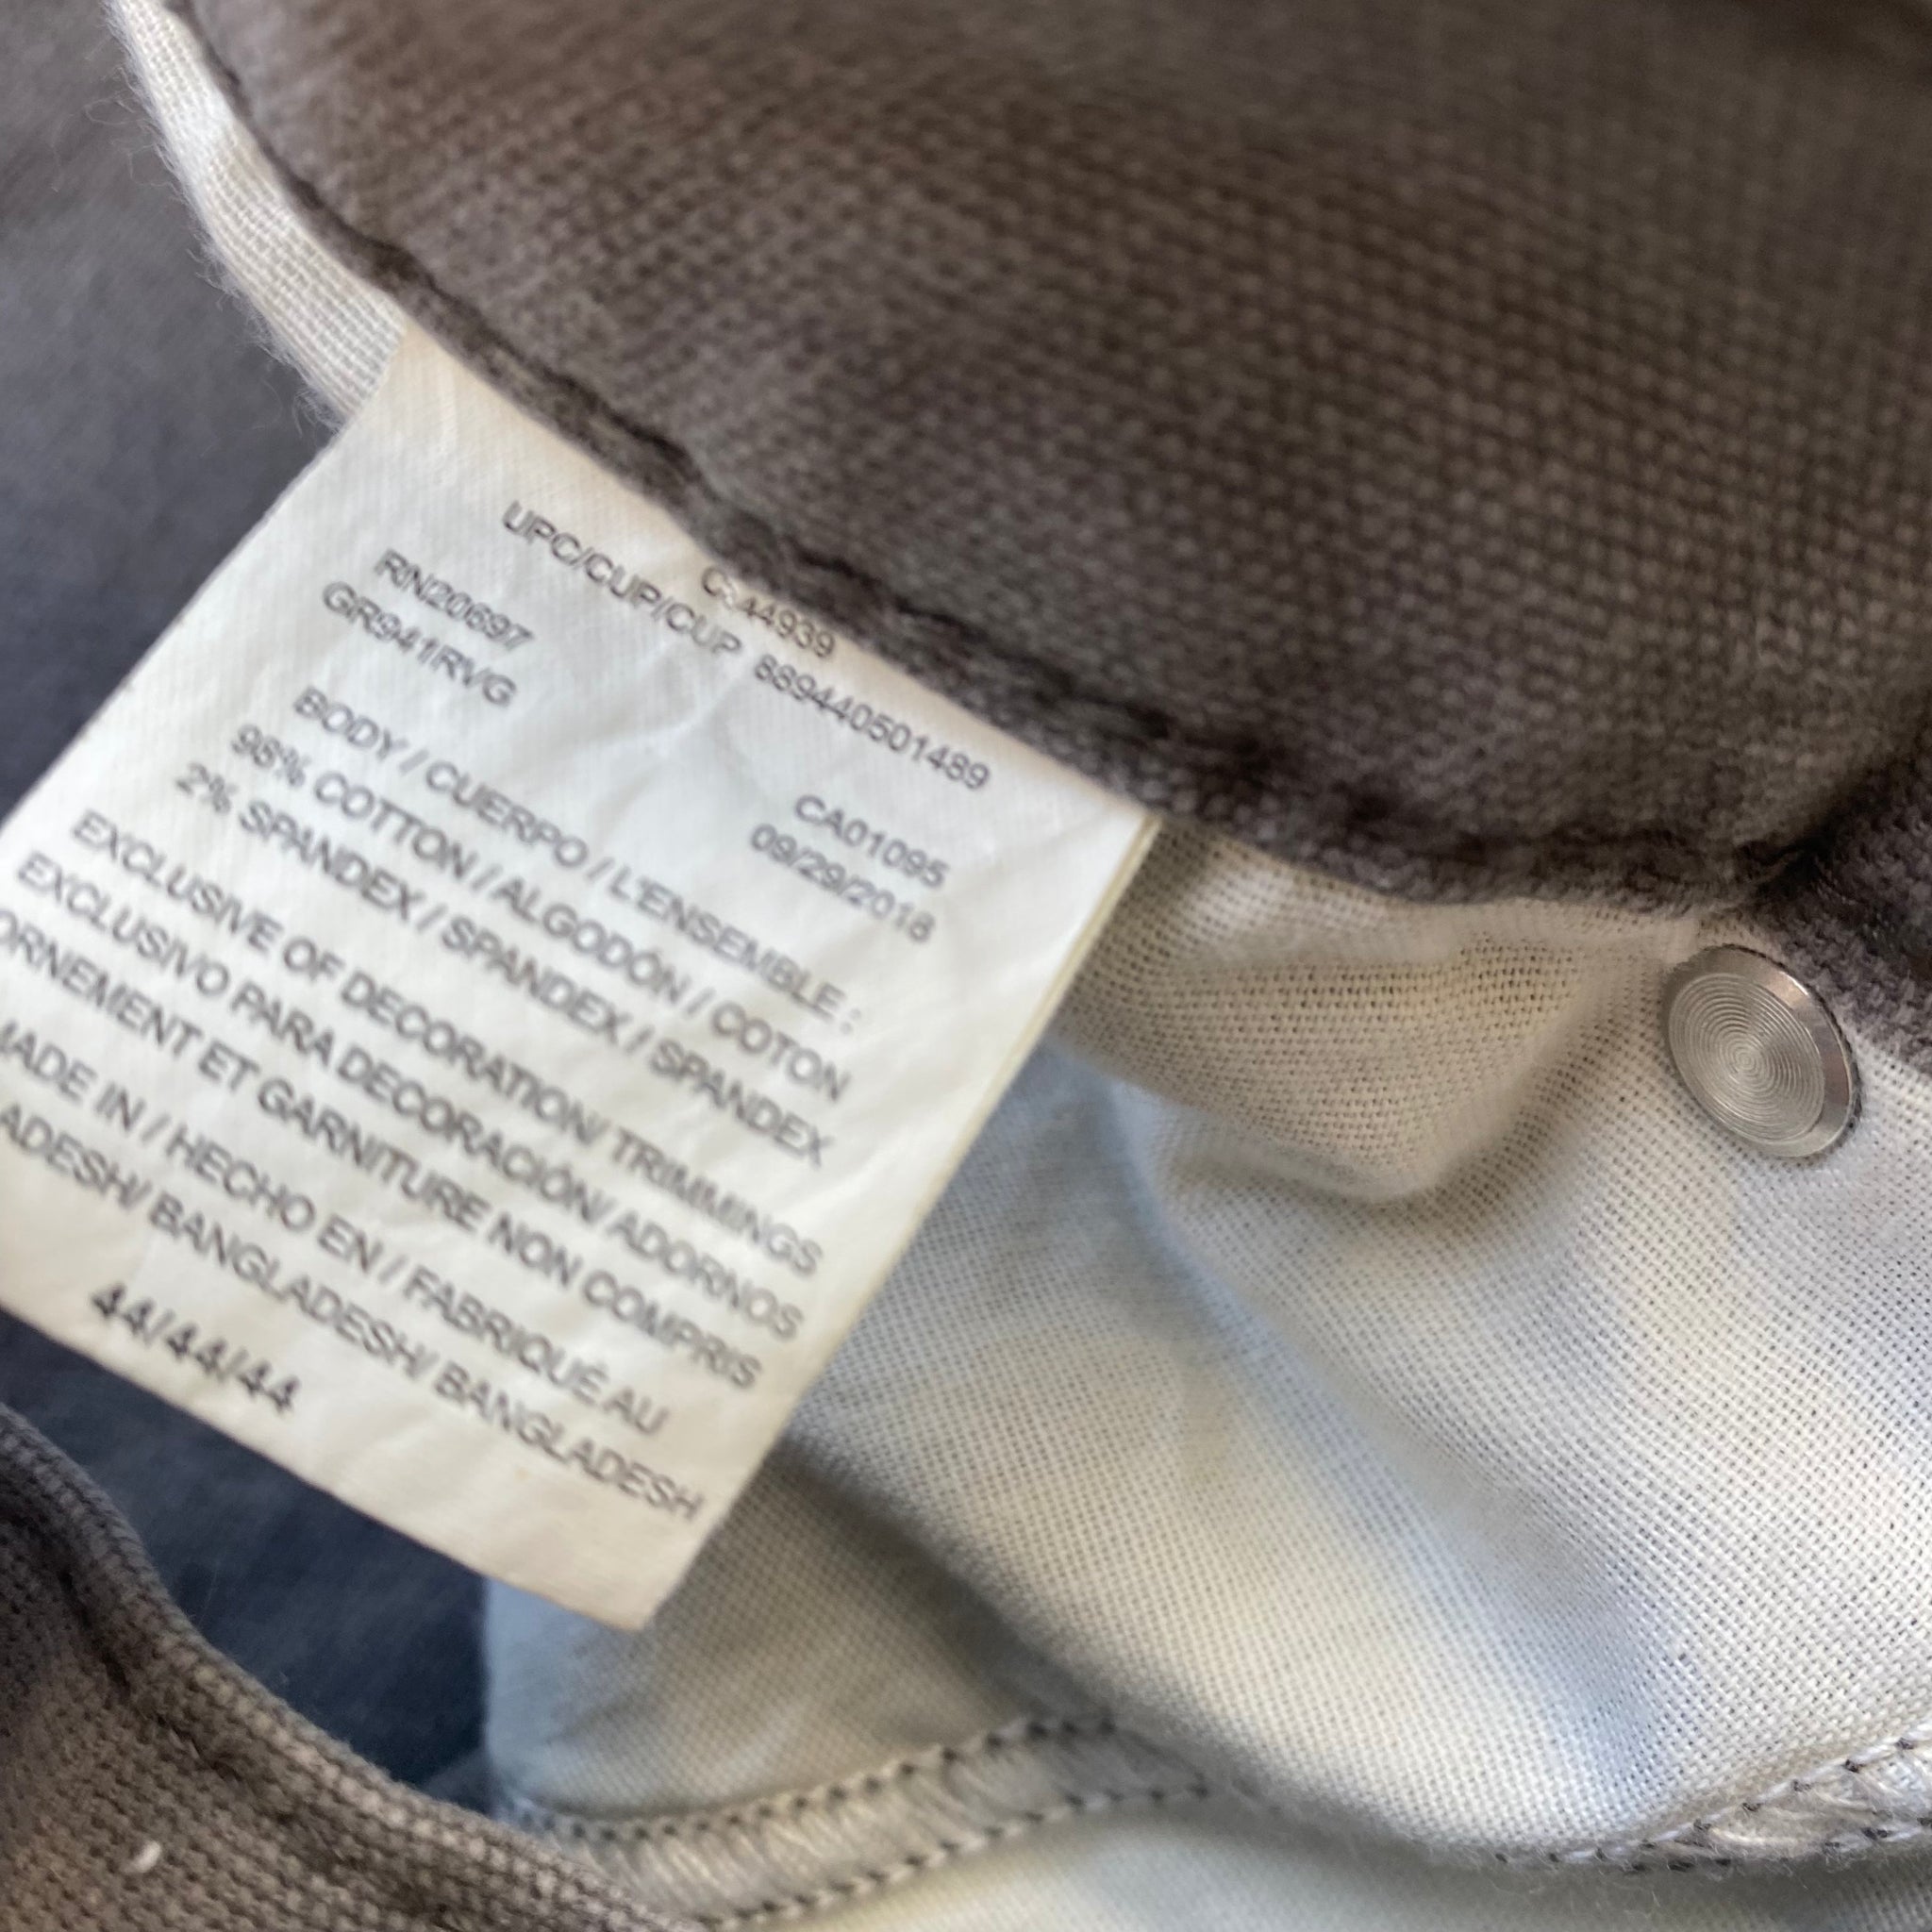 44939
UPC/CUP/CUP 889440501489
RN20697 CA01095
GR941/RVG 09/29/2018
BODY / CUERPO / L'ENSEMBLE :
98% COTTON / ALGODÓN / COTON
2% SPANDEX / SPANDEX / SPANDEX
EXCLUSIVE OF DECORATION/ TRIMMINGS
EXCLUSIVO PARA DECORACIÓN/ ADORNOS
ORNEMENT ET GARNITURE NON COMPRIS
MADE IN / HECHO EN / FABRIQUÉ AU
ADESH/ BANGLADESH/ BANGLADESH
44/44/44